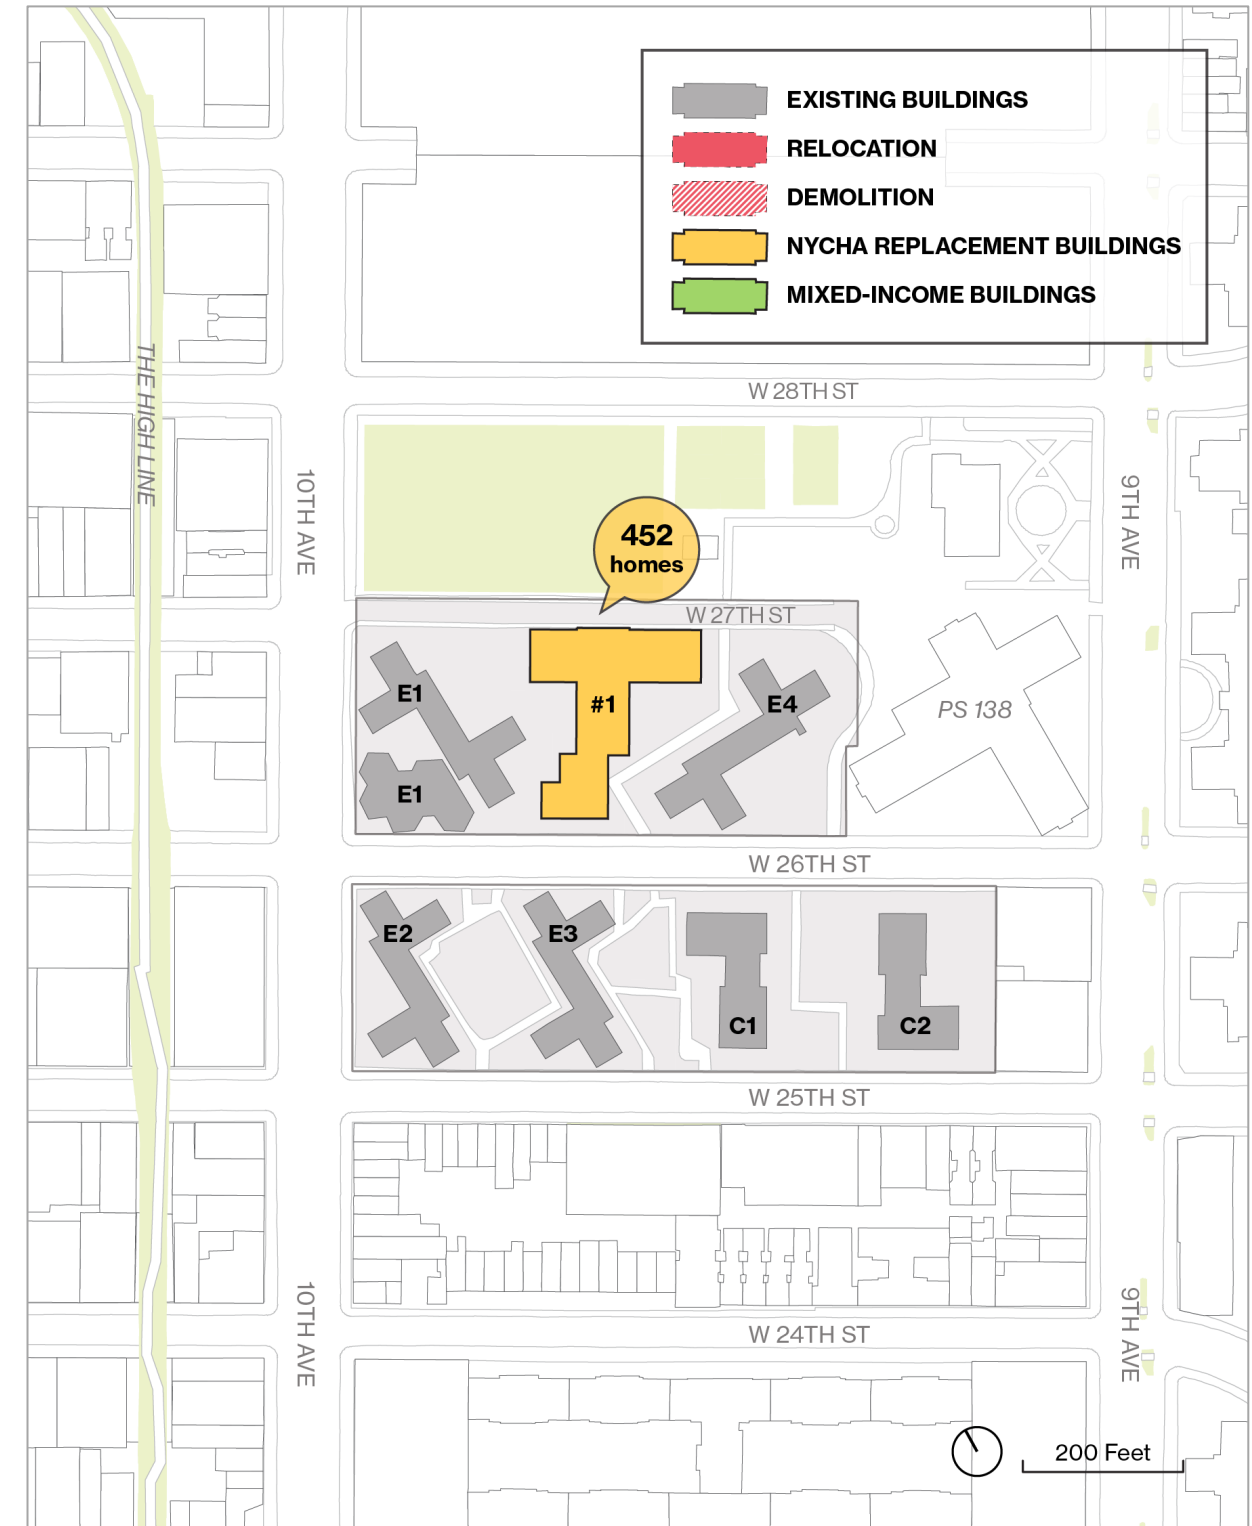 EXISTING BUILDINGS
RELOCATION
DEMOLITION
NYCHA REPLACEMENT BUILDINGS
MIXED-INCOME BUILDINGS
THE HIGH LINE
W 28TH ST
10TH AVE
9TH AVE
452
homes
W 27TH ST
E1
#1
E4
PS 138
E1
W 26TH ST
E2
E3
C1
C2
W 25TH ST
10TH AVE
9TH AVE
W 24TH ST
200 Feet